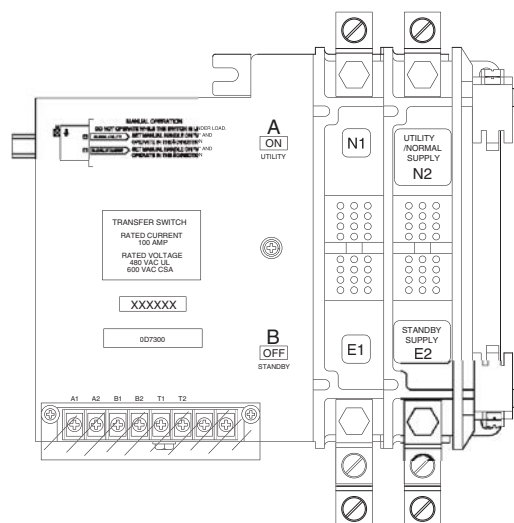 MANUAL OPERATION
DO NOT OPERATE WHILE THE SWITCH IS UNDER LOAD.
A
ON
UTILITY
N1
UTILITY
/NORMAL
SUPPLY
N2
TRANSFER SWITCH
RATED CURRENT
100 AMP
RATED VOLTAGE
480 VAC UL
600 VAC CSA
XXXXXX
0D7300
B
OFF
STANDBY
E1
STANDBY
SUPPLY
E2
A1 A2 B1 B2 T1 T2